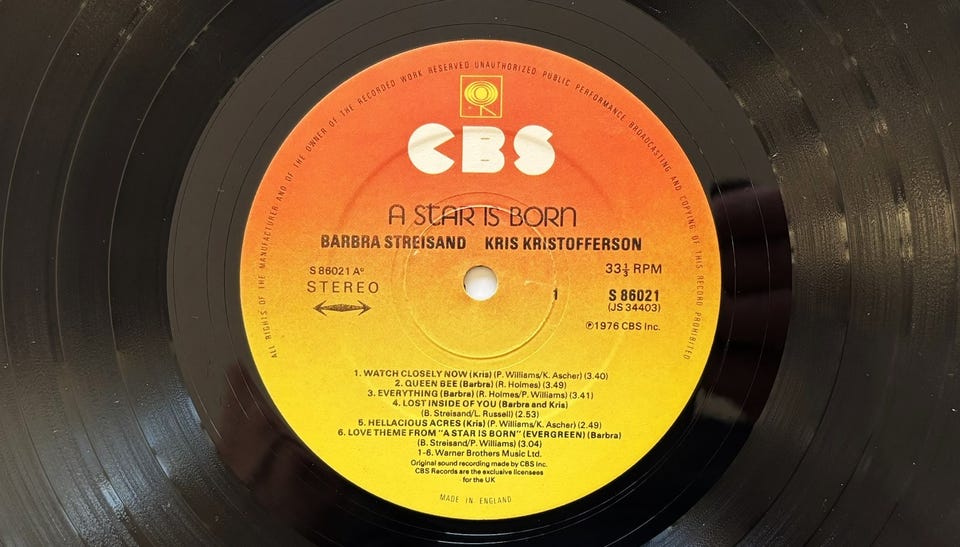 ALL RIGHTS OF THE MANUFACTURER AND OF THE OWNER OF THE RECORDED WORK RESERVED UNAUTHORIZED PUBLIC PERFORMANCE BROADCASTING AND COPYING OF THIS RECORD PROHIBITED
CBS
A STAR IS BORN
BARBRA STREISAND KRIS KRISTOFFERSON
S 86021 A° 33⅓ RPM
STEREO 1 S 86021
(JS 34403)
℗1976 CBS Inc.
1. WATCH CLOSELY NOW (Kris) (P. Williams/K. Ascher) (3.40)
2. QUEEN BEE (Barbra) (R. Holmes) (3.49)
3. EVERYTHING (Barbra) (R. Holmes/P. Williams) (3.41)
4. LOST INSIDE OF YOU (Barbra and Kris)
(B. Streisand/L. Russell) (2.53)
5. HELLACIOUS ACRES (Kris) (P. Williams/K. Ascher) (2.49)
6. LOVE THEME FROM "A STAR IS BORN" (EVERGREEN) (Barbra)
(B. Streisand/P. Williams) (3.04)
1-6. Warner Brothers Music Ltd.
Original sound recording made by CBS Inc.
CBS Records are the exclusive licensees
for the UK
MADE IN ENGLAND